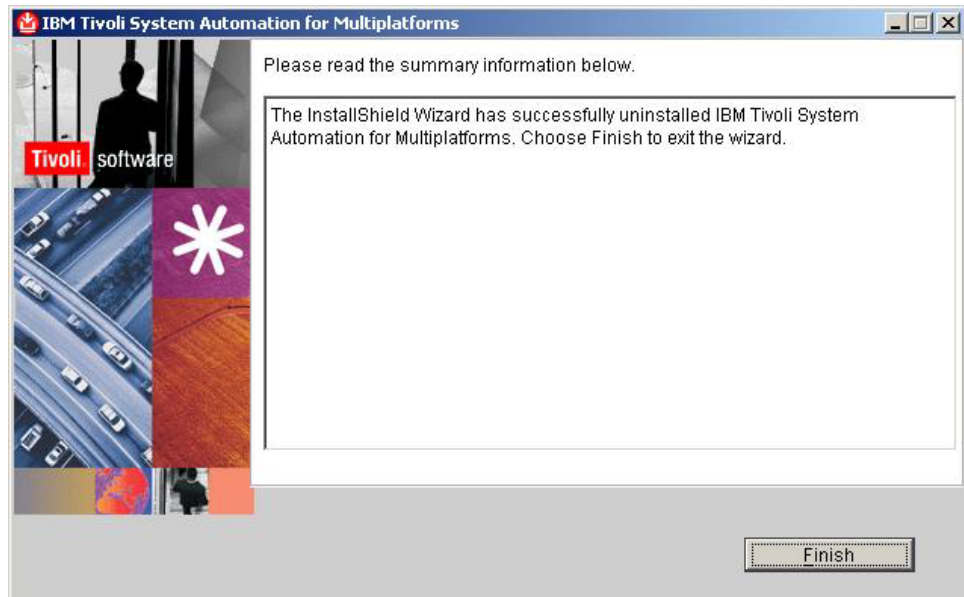 IBM Tivoli System Automation for Multiplatforms
Please read the summary information below.
The InstallShield Wizard has successfully uninstalled IBM Tivoli System
Automation for Multiplatforms. Choose Finish to exit the wizard.
Tivoli. software
Finish